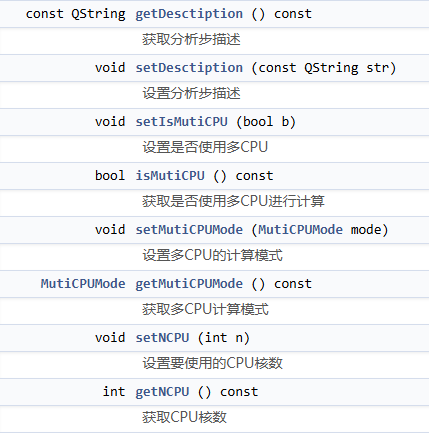 const QString getDesctiption () const
获取分析步描述
void setDesctiption (const QString str)
设置分析步描述
void setIsMutiCPU (bool b)
设置是否使用多CPU
bool isMutiCPU () const
获取是否使用多CPU进行计算
void setMutiCPUMode (MutiCPUMode mode)
设置多CPU的计算模式
MutiCPUMode getMutiCPUMode () const
获取多CPU计算模式
void setNCPU (int n)
设置要使用的CPU核数
int getNCPU () const
获取CPU核数